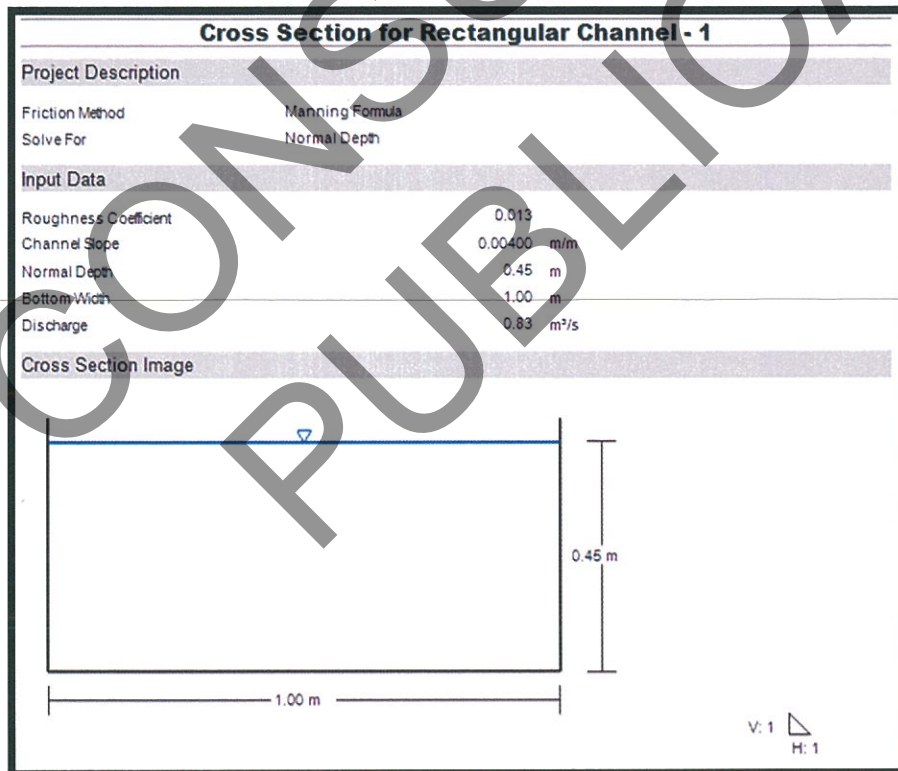 Cross Section for Rectangular Channel - 1
Project Description
Friction Method Manning Formula
Solve For Normal Depth
Input Data
Roughness Coefficient 0.013
Channel Slope 0.00400 m/m
Normal Depth 0.45 m
Bottom Width 1.00 m
Discharge 0.83 m³/s
Cross Section Image
0.45 m
1.00 m
V: 1
H: 1